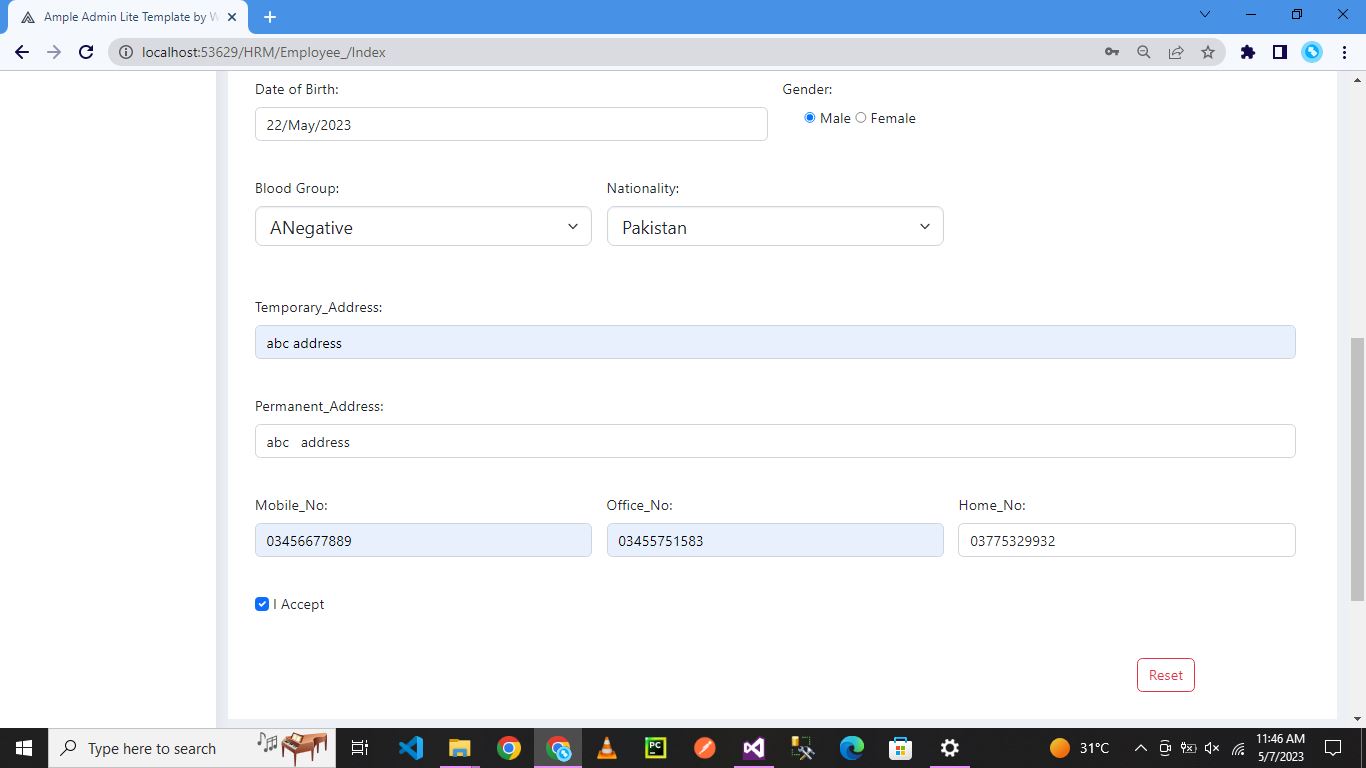 Ample Admin Lite Template by W
localhost:53629/HRM/Employee_/Index
Date of Birth:
Gender:
22/May/2023
Male Female
Blood Group:
Nationality:
ANegative
Pakistan
Temporary_Address:
abc address
Permanent_Address:
abc   address
Mobile_No:
Office_No:
Home_No:
03456677889
03455751583
03775329932
I Accept
Reset
Type here to search
PC
31°C
11:46 AM
5/7/2023